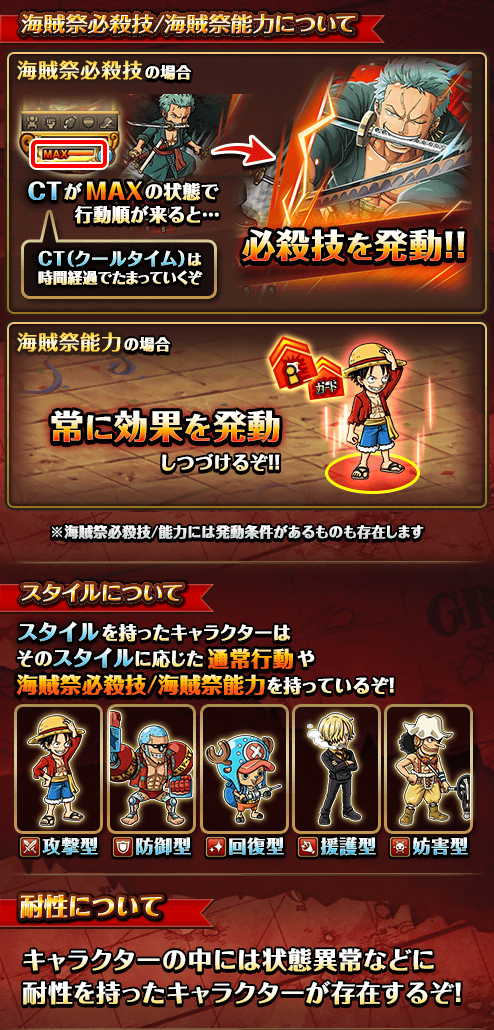 海賊祭必殺技/海賊祭能力について
海賊祭必殺技の場合
MAX
CTがMAXの状態で
行動順が来ると…
CT(クールタイム)は
時間経過でたまっていくぞ
必殺技を発動!!
海賊祭能力の場合
ガード
常に効果を発動
しつづけるぞ!!
※海賊祭必殺技/能力には発動条件があるものも存在します
スタイルについて
スタイルを持ったキャラクターは
そのスタイルに応じた通常行動や
海賊祭必殺技/海賊祭能力を持っているぞ!
攻撃型 防御型 回復型 援護型 妨害型
耐性について
キャラクターの中には状態異常などに
耐性を持ったキャラクターが存在するぞ!